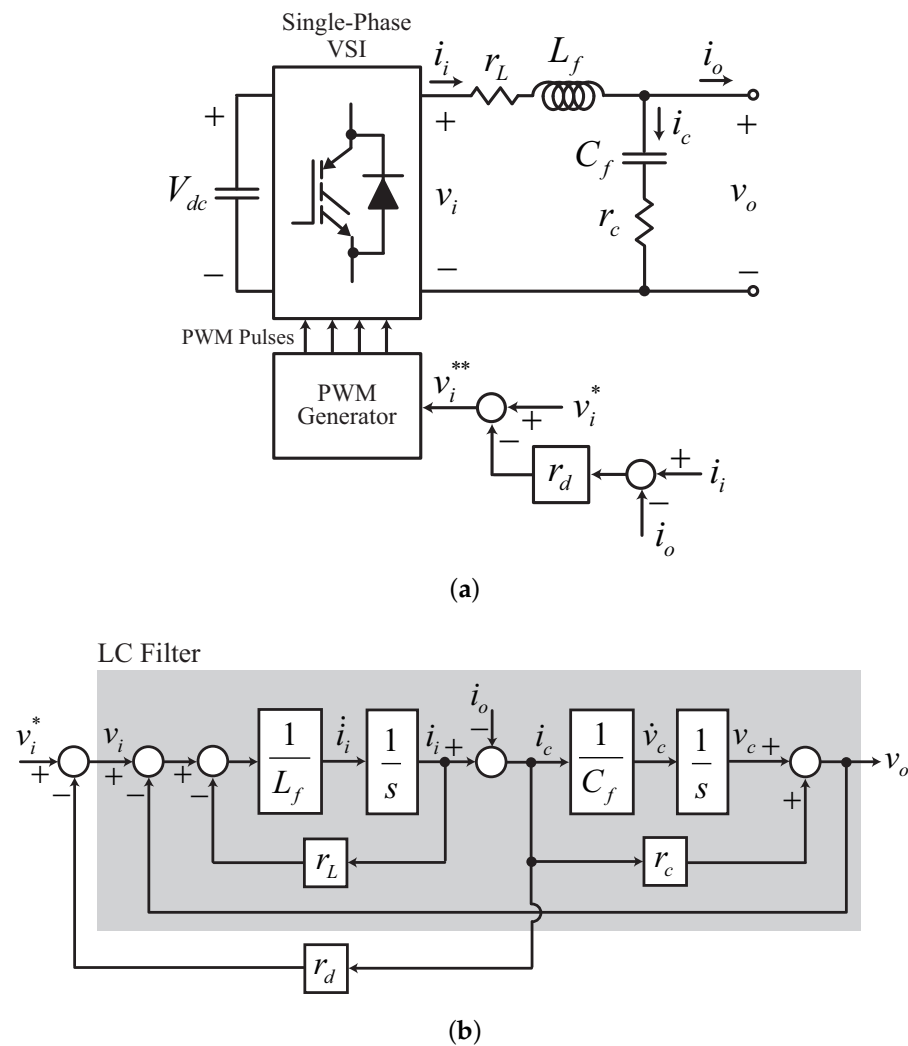 Single-Phase
VSI
i_i
r_L
L_f
i_o
+
+
+
i_c
C_f
V_dc
v_i
v_o
r_c
−
−
−
PWM Pulses
PWM
Generator
v_i^**
−
+
v_i^*
r_d
+
i_i
−
i_o
(a)
LC Filter
v_i^*
+
−
v_i
+
−
+
−
1/L_f
i̇_i
1/s
i_i
+
i_o
−
i_c
1/C_f
v̇_c
1/s
v_c
+
+
v_o
r_L
r_c
r_d
(b)